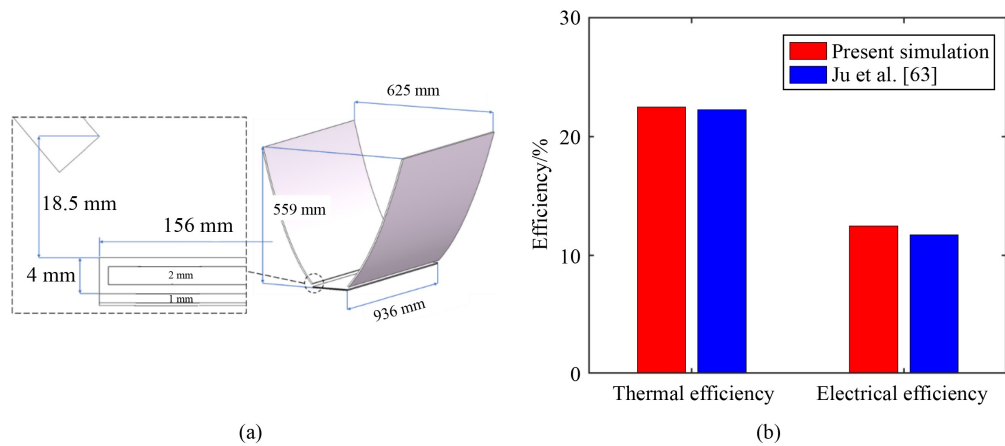 625 mm
18.5 mm
156 mm
559 mm
4 mm
2 mm
1 mm
936 mm
(a)
30
20
10
0
Efficiency/%
Present simulation
Ju et al. [63]
Thermal efficiency
Electrical efficiency
(b)